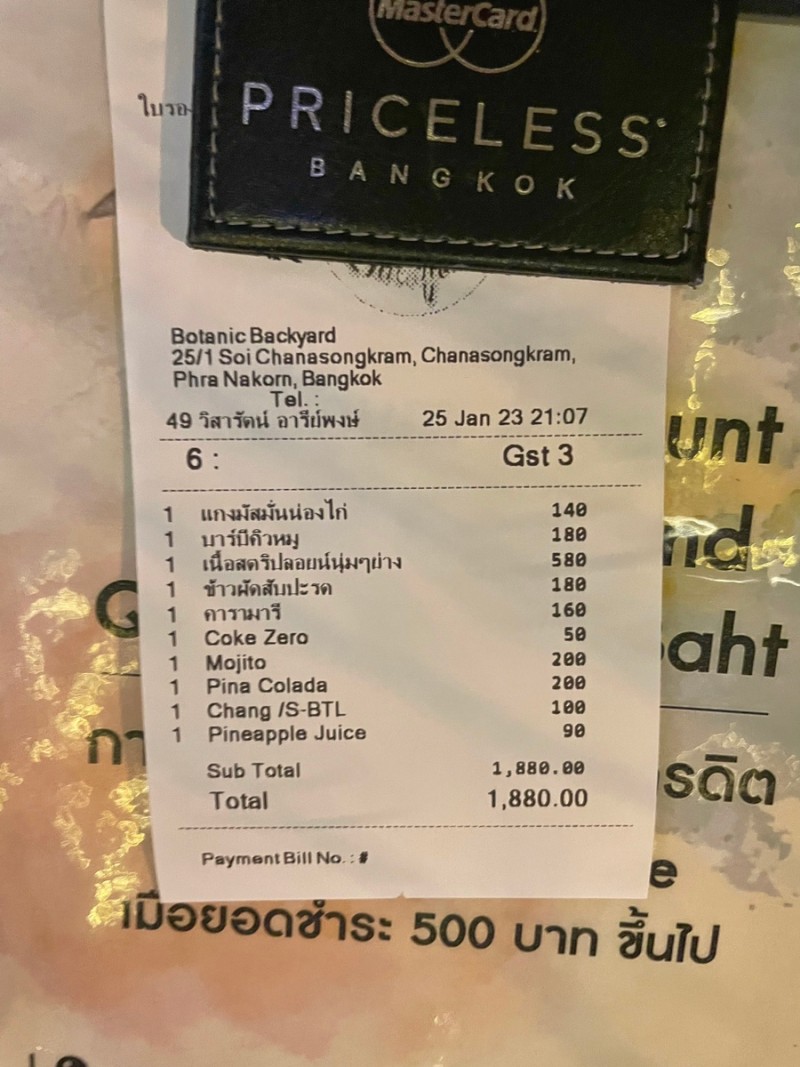 MasterCard
PRICELESS®
BANGKOK
Botanic Backyard
25/1 Soi Chanasongkram, Chanasongkram,
Phra Nakorn, Bangkok
Tel. :
49 วิสารัตน์ อารีย์พงษ์ 25 Jan 23 21:07
6 : Gst 3
1 แกงมัสมั่นน่องไก่ 140
1 บาร์บีคิวหมู 180
1 เนื้อสตริปลอยน์นุ่มๆย่าง 580
1 ข้าวผัดสับปะรด 180
1 คารามารี 160
1 Coke Zero 50
1 Mojito 200
1 Pina Colada 200
1 Chang /S-BTL 100
1 Pineapple Juice 90
Sub Total 1,880.00
Total 1,880.00
Payment Bill No. : #
เมื่อยอดชำระ 500 บาท ขึ้นไป